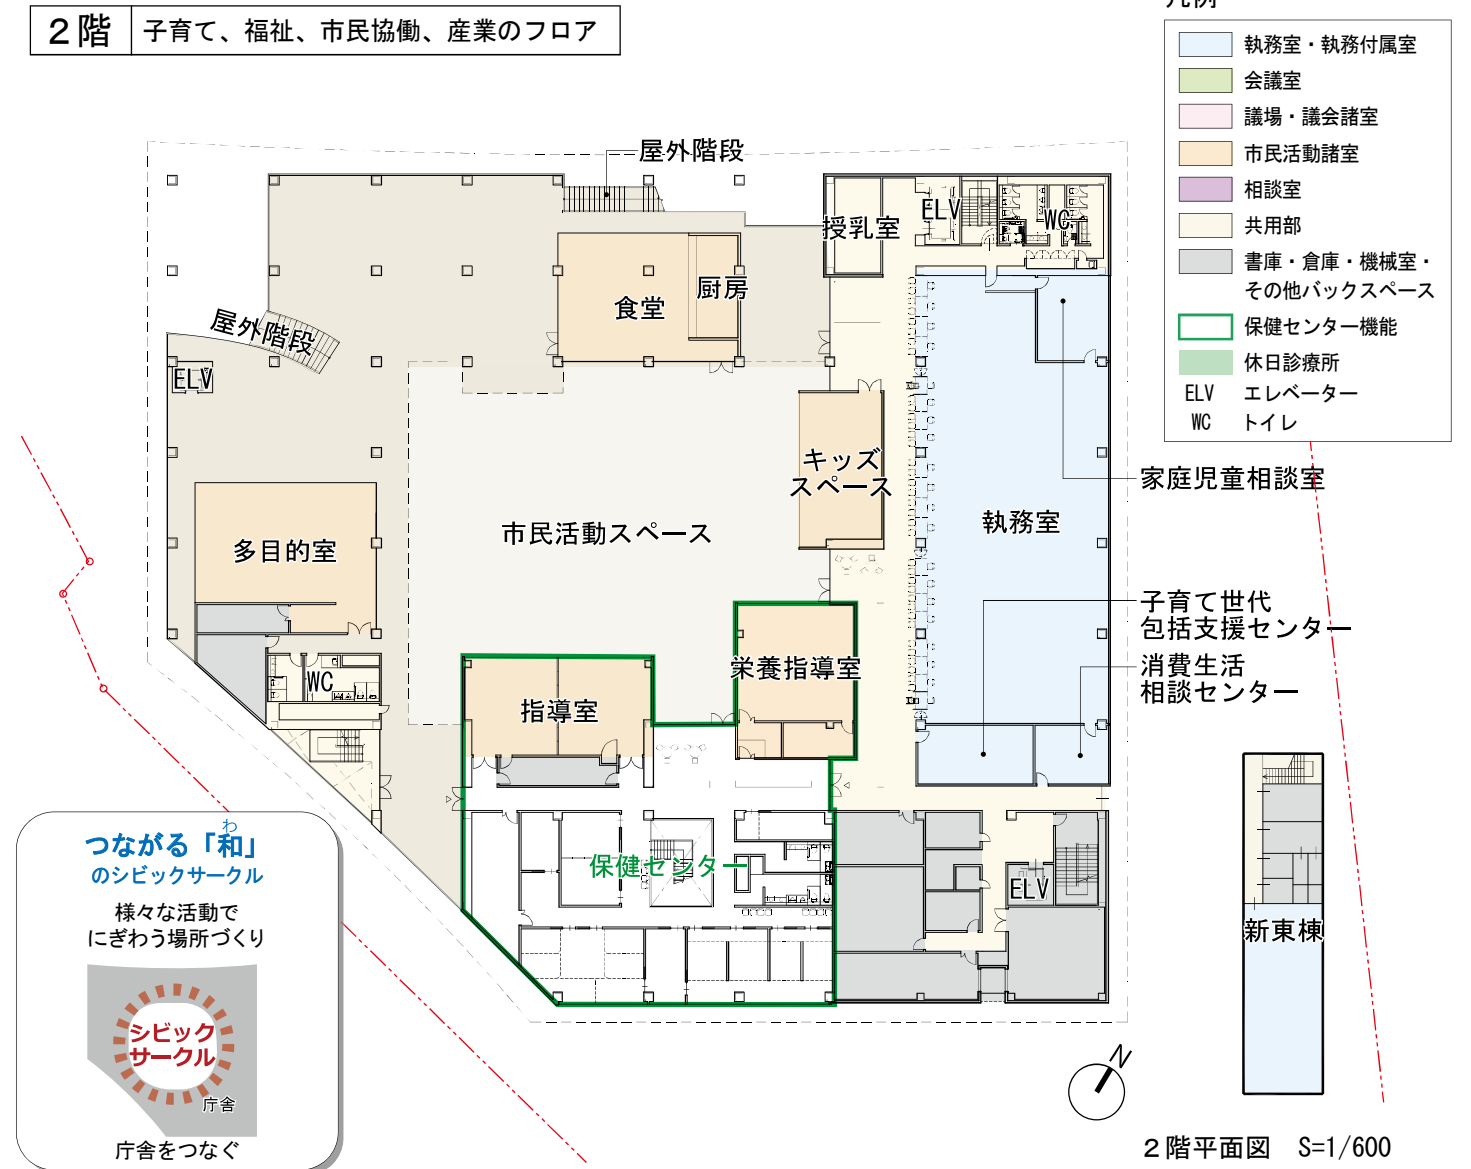 ２階 子育て、福祉、市民協働、産業のフロア
凡例
執務室・執務付属室
会議室
議場・議会諸室
市民活動諸室
相談室
共用部
書庫・倉庫・機械室・
その他バックスペース
保健センター機能
休日診療所
ELV エレベーター
WC トイレ
屋外階段
授乳室
ELV
WC
厨房
食堂
屋外階段
ELV
キッズ
スペース
家庭児童相談室
執務室
市民活動スペース
多目的室
子育て世代
包括支援センター
栄養指導室
消費生活
相談センター
WC
指導室
保健センター
ELV
新東棟
わ
つながる「和」
のシビックサークル
様々な活動で
にぎわう場所づくり
シビック
サークル
庁舎
庁舎をつなぐ
N
２階平面図 S=1/600